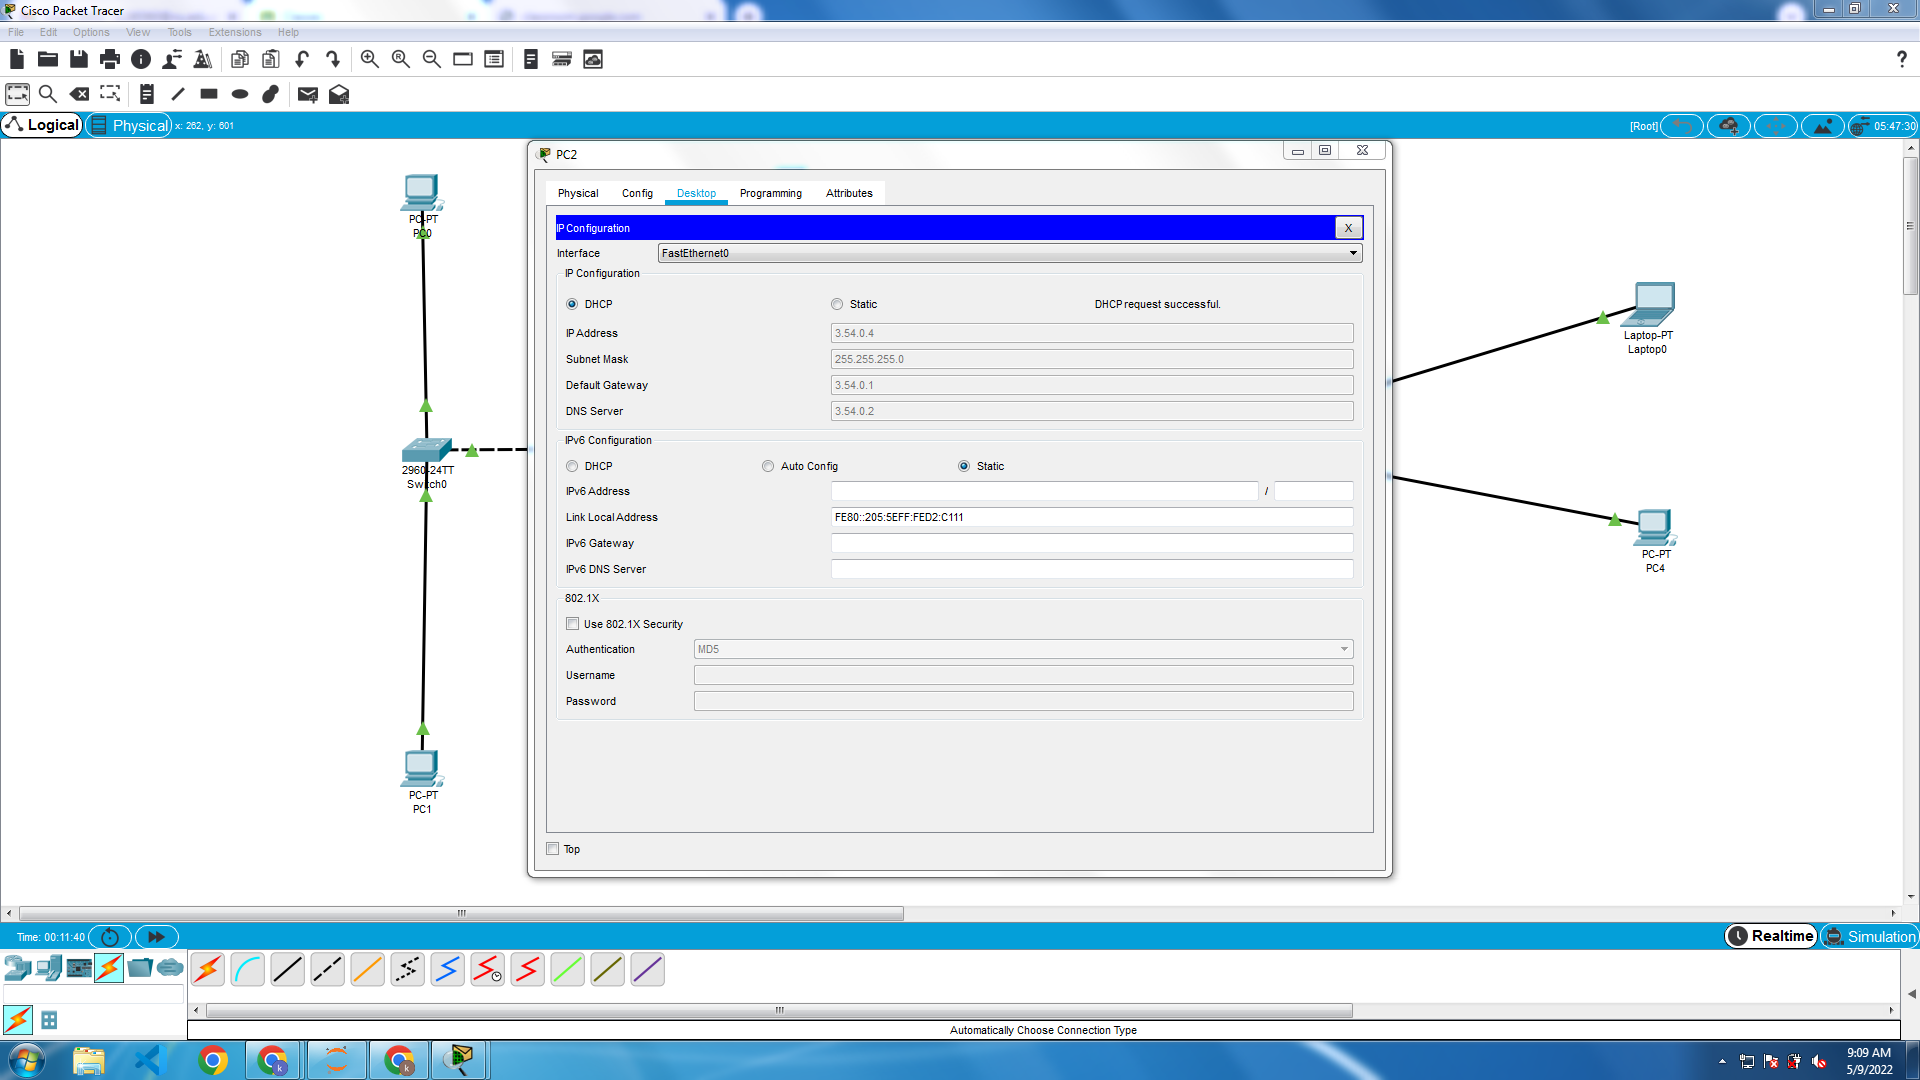 Cisco Packet Tracer
File Edit Options View Tools Extensions Help
?
Logical Physical x: 262, y: 601 [Root] 05:47:30
PC2
Physical Config Desktop Programming Attributes
IP Configuration X
Interface FastEthernet0
IP Configuration
DHCP Static DHCP request successful.
IP Address 3.54.0.4
Subnet Mask 255.255.255.0
Default Gateway 3.54.0.1
DNS Server 3.54.0.2
IPv6 Configuration
DHCP Auto Config Static
IPv6 Address /
Link Local Address FE80::205:5EFF:FED2:C111
IPv6 Gateway
IPv6 DNS Server
802.1X
Use 802.1X Security
Authentication MD5
Username
Password
Top
PC-PT
PC0
2960-24TT
Switch0
PC-PT
PC1
Laptop-PT
Laptop0
PC-PT
PC4
Time: 00:11:40 Realtime Simulation
Automatically Choose Connection Type
9:09 AM
5/9/2022